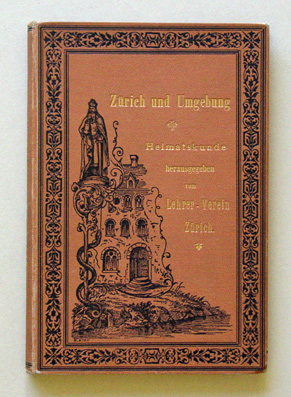 Zürich und Umgebung
Heimatskunde
herausgegeben
vom
Lehrer-Verein
Zürich.